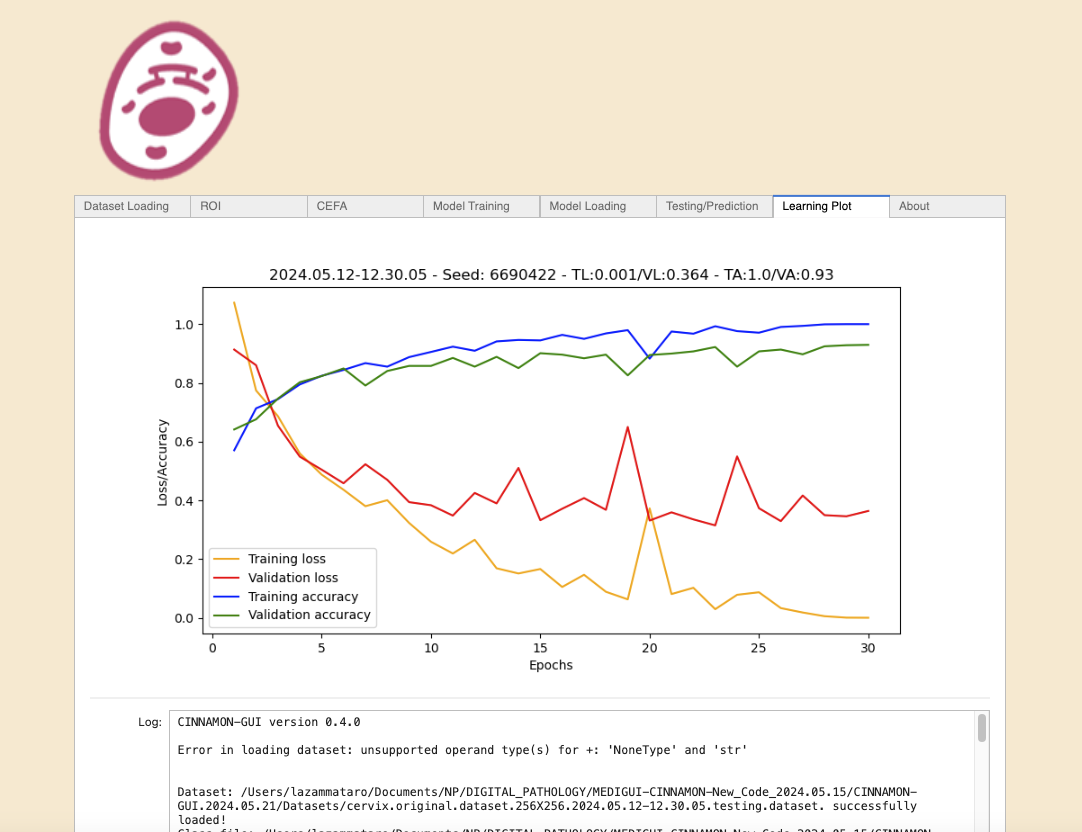 Dataset Loading ROI CEFA Model Training Model Loading Testing/Prediction Learning Plot About
2024.05.12-12.30.05 - Seed: 6690422 - TL:0.001/VL:0.364 - TA:1.0/VA:0.93
Loss/Accuracy
1.0
0.8
0.6
0.4
0.2
0.0
Training loss
Validation loss
Training accuracy
Validation accuracy
0 5 10 15 20 25 30
Epochs
Log:
CINNAMON-GUI version 0.4.0
Error in loading dataset: unsupported operand type(s) for +: 'NoneType' and 'str'
Dataset: /Users/lazammataro/Documents/NP/DIGITAL_PATHOLOGY/MEDIGUI-CINNAMON-New_Code_2024.05.15/CINNAMON-
GUI.2024.05.21/Datasets/cervix.original.dataset.256X256.2024.05.12-12.30.05.testing.dataset. successfully
loaded!